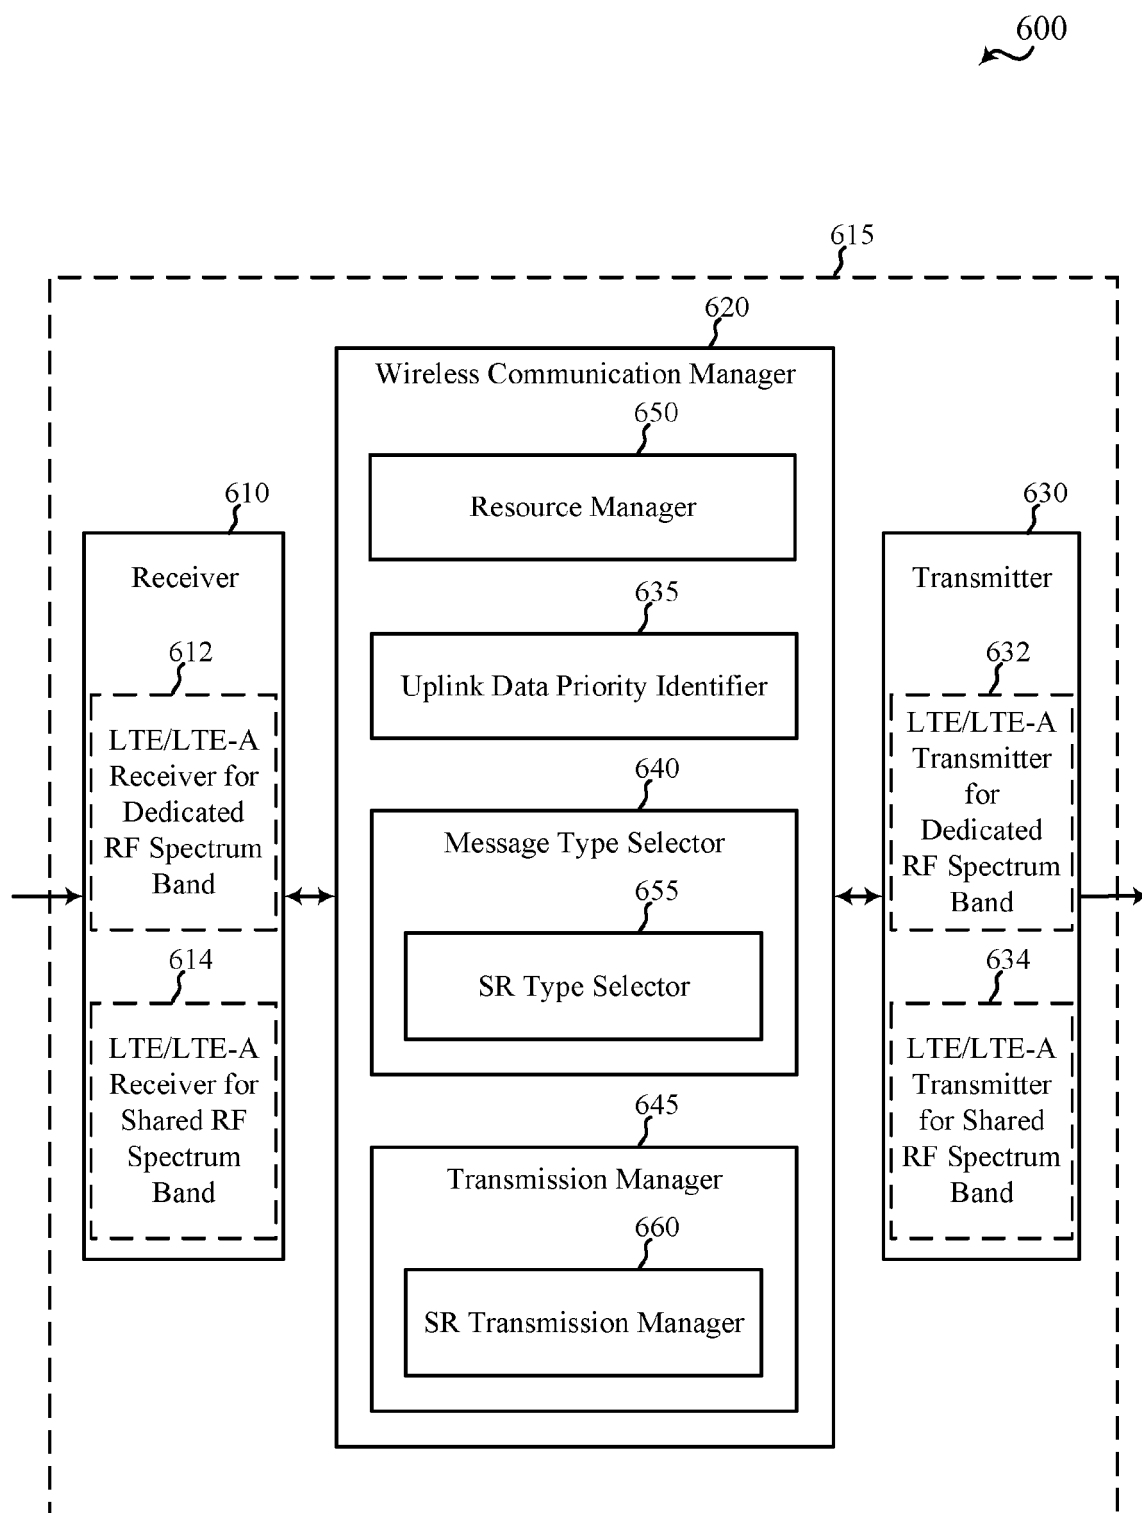 600
615
620
Wireless Communication Manager
650
Resource Manager
635
Uplink Data Priority Identifier
640
Message Type Selector
655
SR Type Selector
645
Transmission Manager
660
SR Transmission Manager
610
Receiver
612
LTE/LTE-A
Receiver for
Dedicated
RF Spectrum
Band
614
LTE/LTE-A
Receiver for
Shared RF
Spectrum
Band
630
Transmitter
632
LTE/LTE-A
Transmitter
for
Dedicated
RF Spectrum
Band
634
LTE/LTE-A
Transmitter
for Shared
RF Spectrum
Band